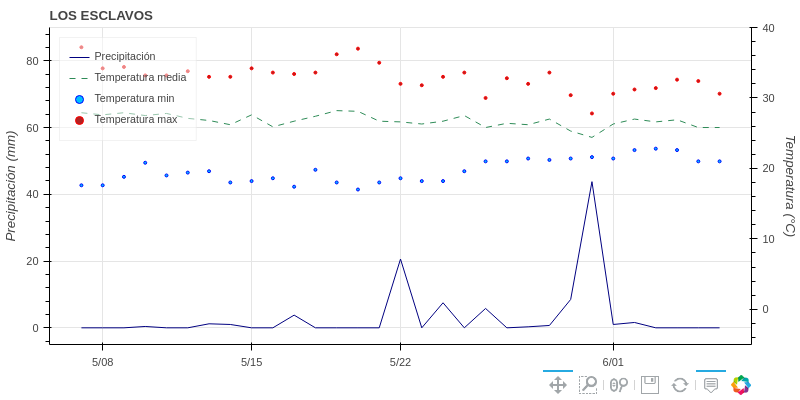 LOS ESCLAVOS
Precipitación
Temperatura media
Temperatura min
Temperatura max
Precipitación (mm)
80
60
40
20
0
Temperatura (°C)
40
30
20
10
0
5/08
5/15
5/22
6/01